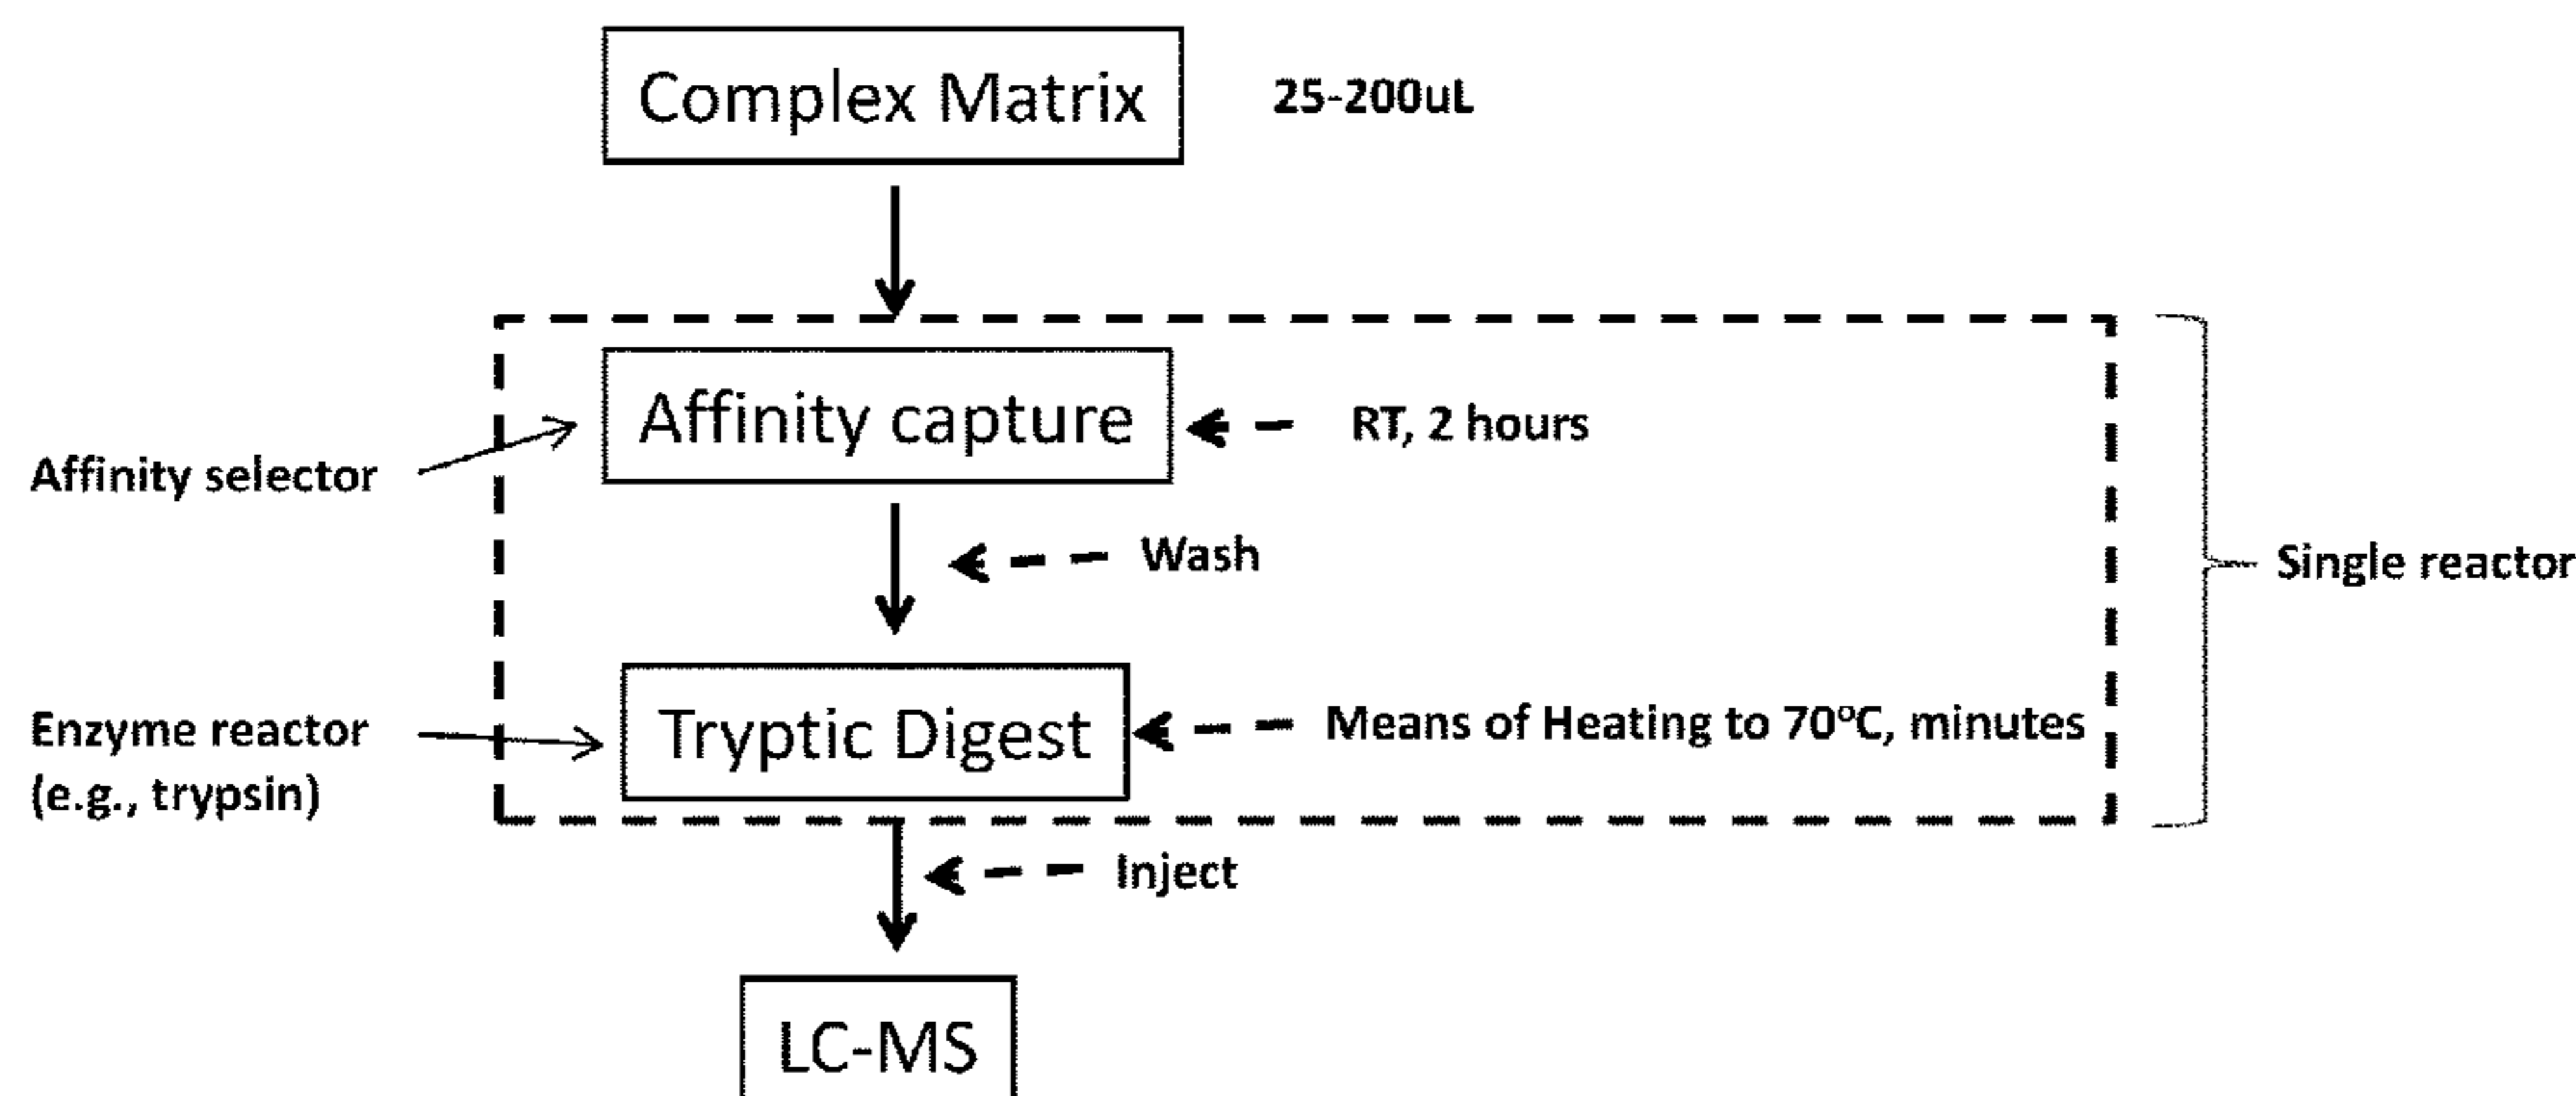 Complex Matrix
25-200uL
Affinity capture
RT, 2 hours
Affinity selector
Wash
Single reactor
Enzyme reactor
(e.g., trypsin)
Tryptic Digest
Means of Heating to 70°C, minutes
Inject
LC-MS